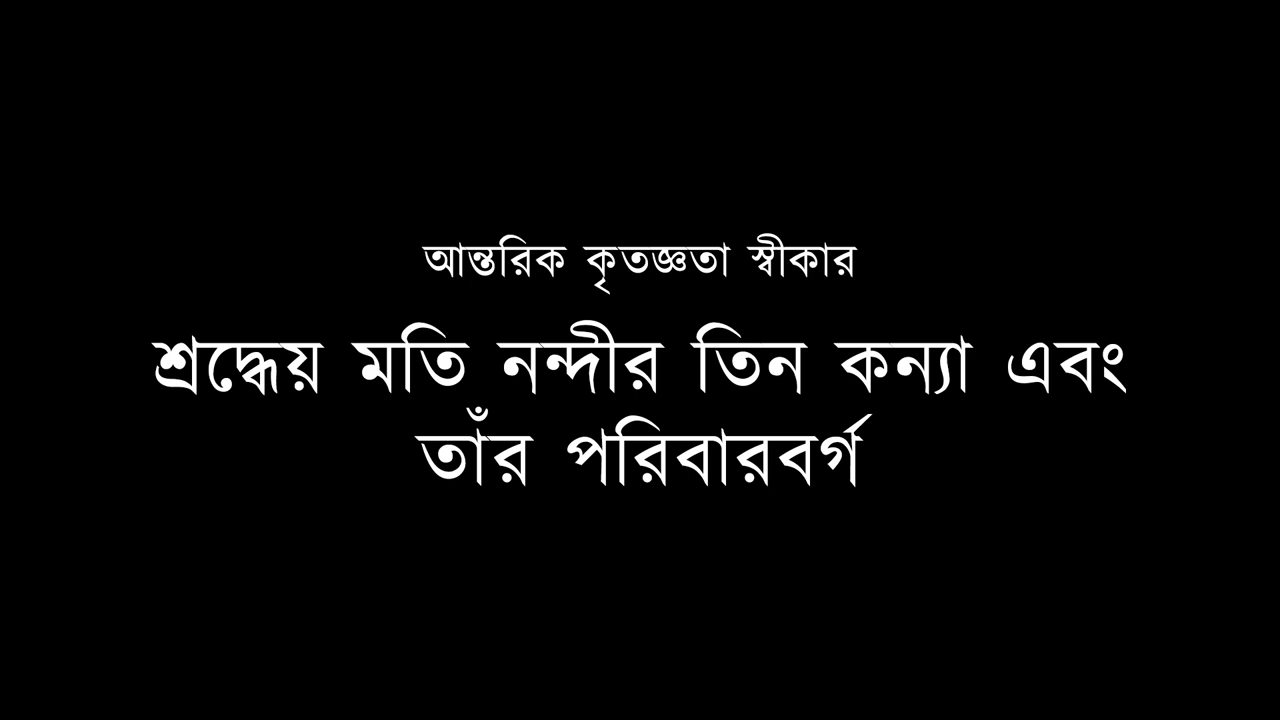 আন্তরিক কৃতজ্ঞতা স্বীকার
শ্রদ্ধেয় মতি নন্দীর তিন কন্যা এবং
তাঁর পরিবারবর্গ